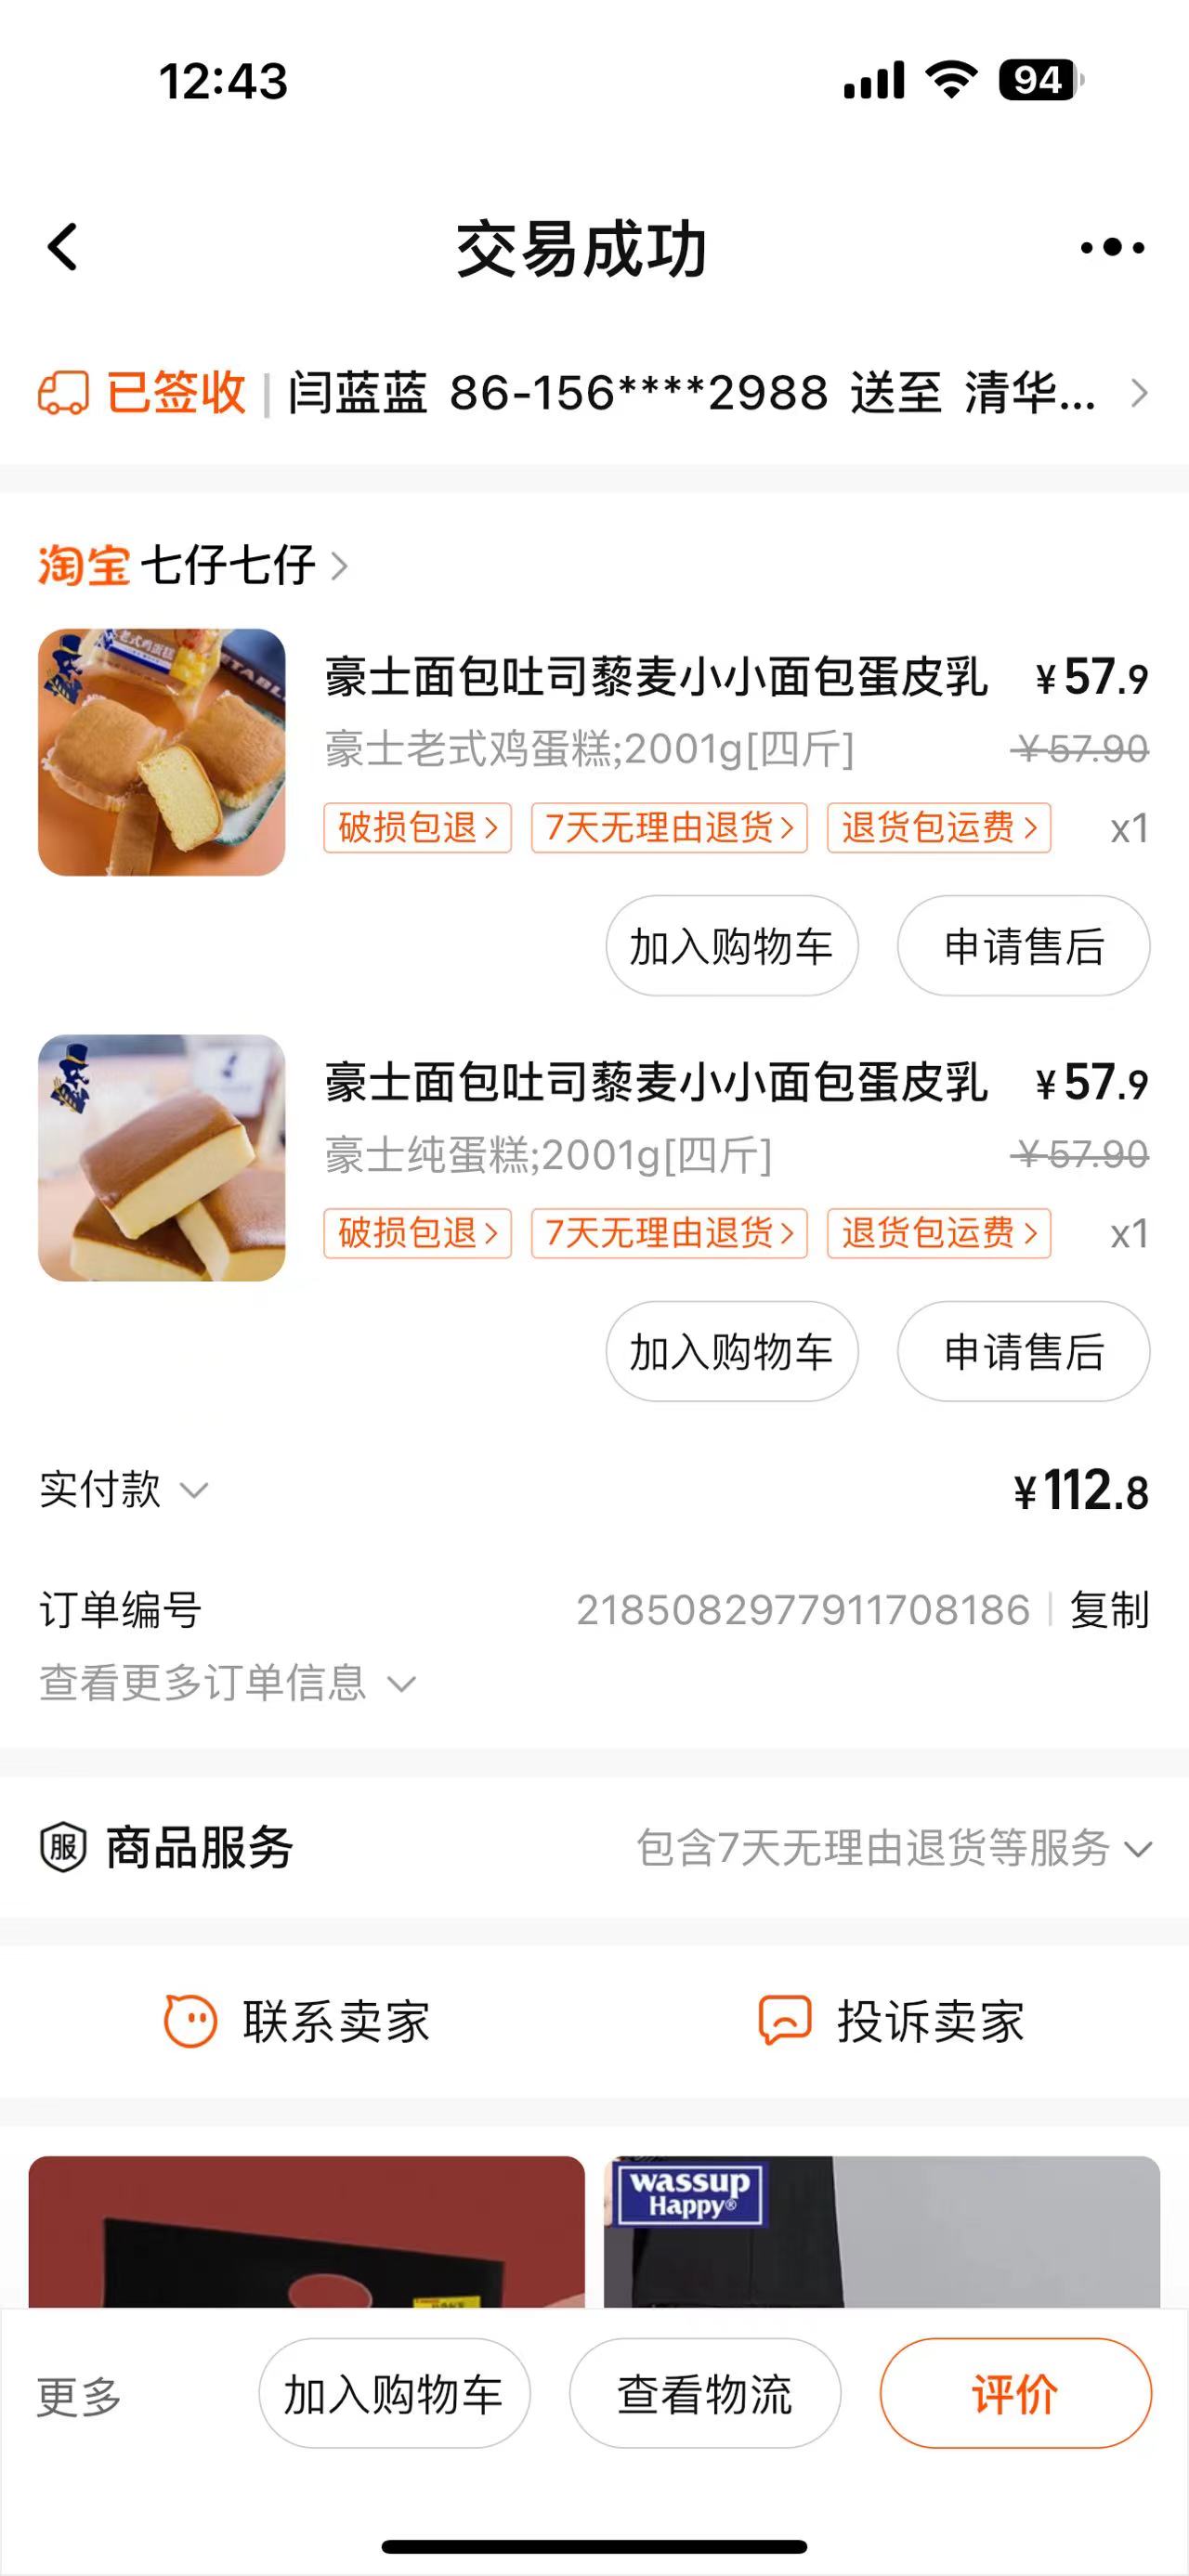 12:43
94
交易成功
已签收 | 闫蓝蓝 86-156****2988 送至 清华...
淘宝 七仔七仔
豪士面包吐司藜麦小小面包蛋皮乳 ¥57.9
豪士老式鸡蛋糕;2001g[四斤] ¥57.90
破损包退 7天无理由退货 退货包运费 x1
加入购物车 申请售后
豪士面包吐司藜麦小小面包蛋皮乳 ¥57.9
豪士纯蛋糕;2001g[四斤] ¥57.90
破损包退 7天无理由退货 退货包运费 x1
加入购物车 申请售后
实付款 ¥112.8
订单编号 2185082977911708186 | 复制
查看更多订单信息
服 商品服务 包含7天无理由退货等服务
联系卖家 投诉卖家
wassup
Happy®
更多 加入购物车 查看物流 评价